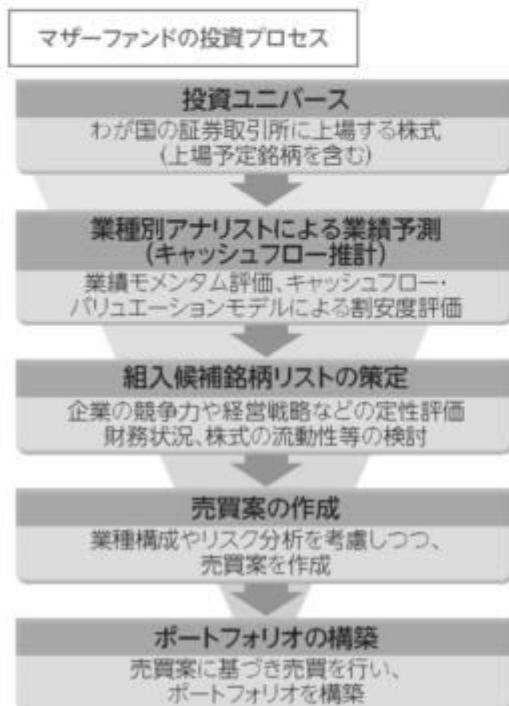 マザーファンドの投資プロセス
投資ユニバース
わが国の証券取引所に上場する株式
(上場予定銘柄を含む)
業種別アナリストによる業績予測
(キャッシュフロー推計)
業績モメンタム評価、キャッシュフロー・
バリュエーションモデルによる割安度評価
組入候補銘柄リストの策定
企業の競争力や経営戦略などの定性評価
財務状況、株式の流動性等の検討
売買案の作成
業種構成やリスク分析を考慮しつつ、
売買案を作成
ポートフォリオの構築
売買案に基づき売買を行い、
ポートフォリオを構築